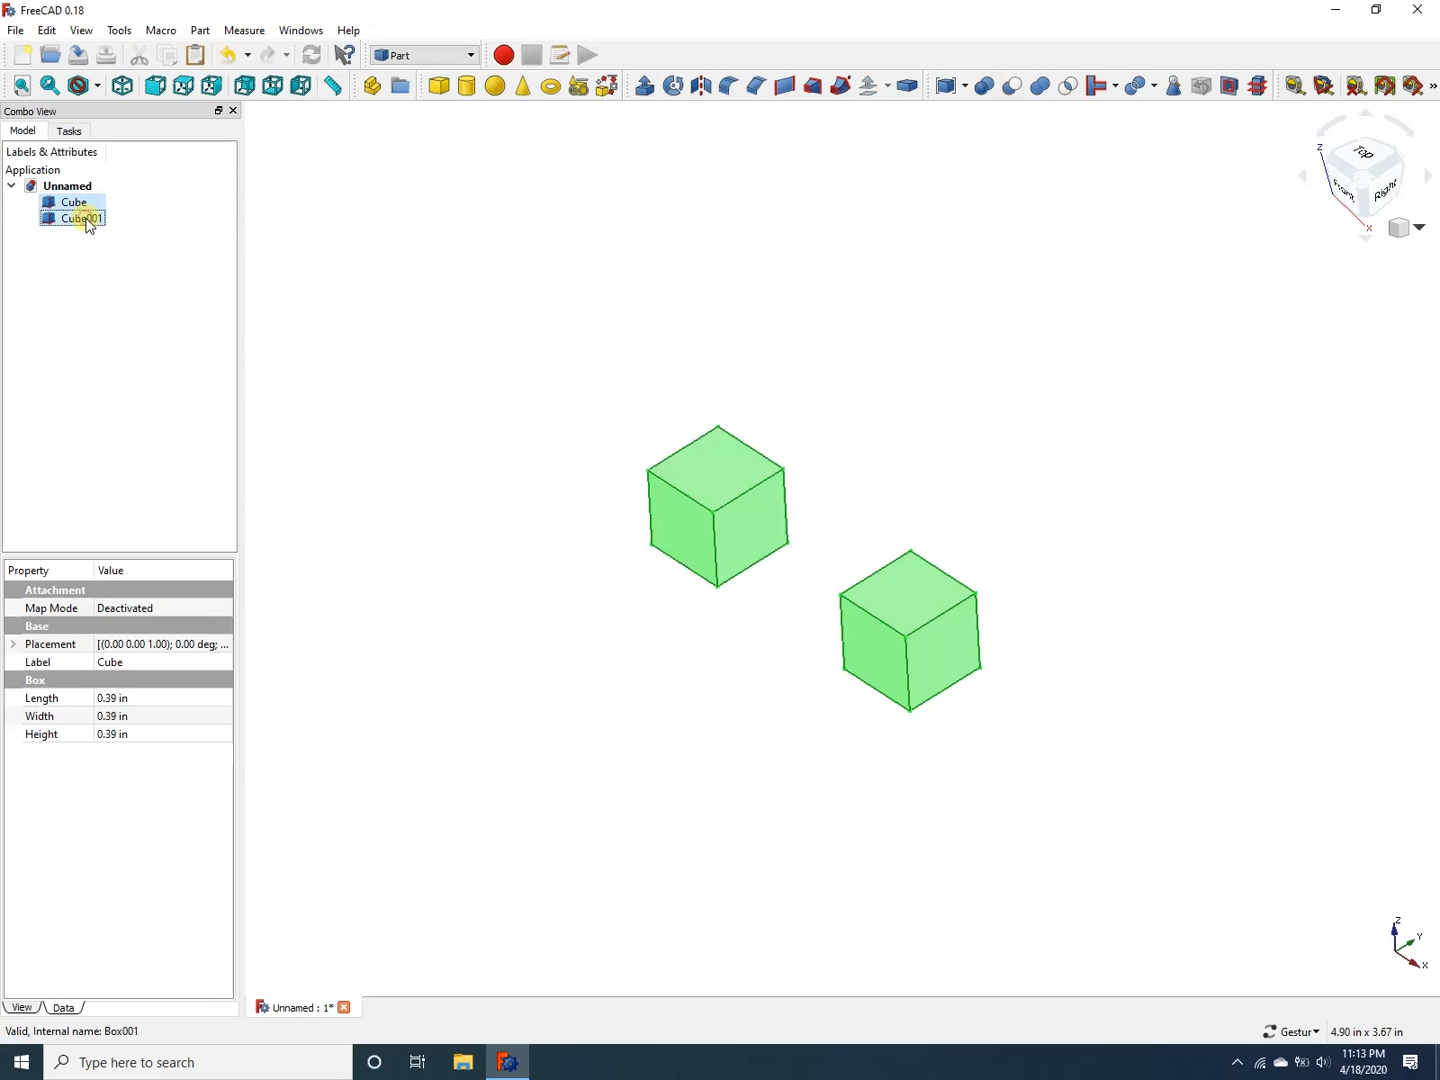 FreeCAD 0.18
File Edit View Tools Macro Part Measure Windows Help
Part
Combo View
Model Tasks
Labels & Attributes
Application
Unnamed
Cube
Cube001
Top
Front
Right
Z
X
Property Value
Attachment
Map Mode Deactivated
Base
Placement [(0.00 0.00 1.00); 0.00 deg; ...
Label Cube
Box
Length 0.39 in
Width 0.39 in
Height 0.39 in
Z
Y
X
View Data
Unnamed : 1*
Valid, Internal name: Box001
Gestur 4.90 in x 3.67 in
Type here to search
11:13 PM
4/18/2020